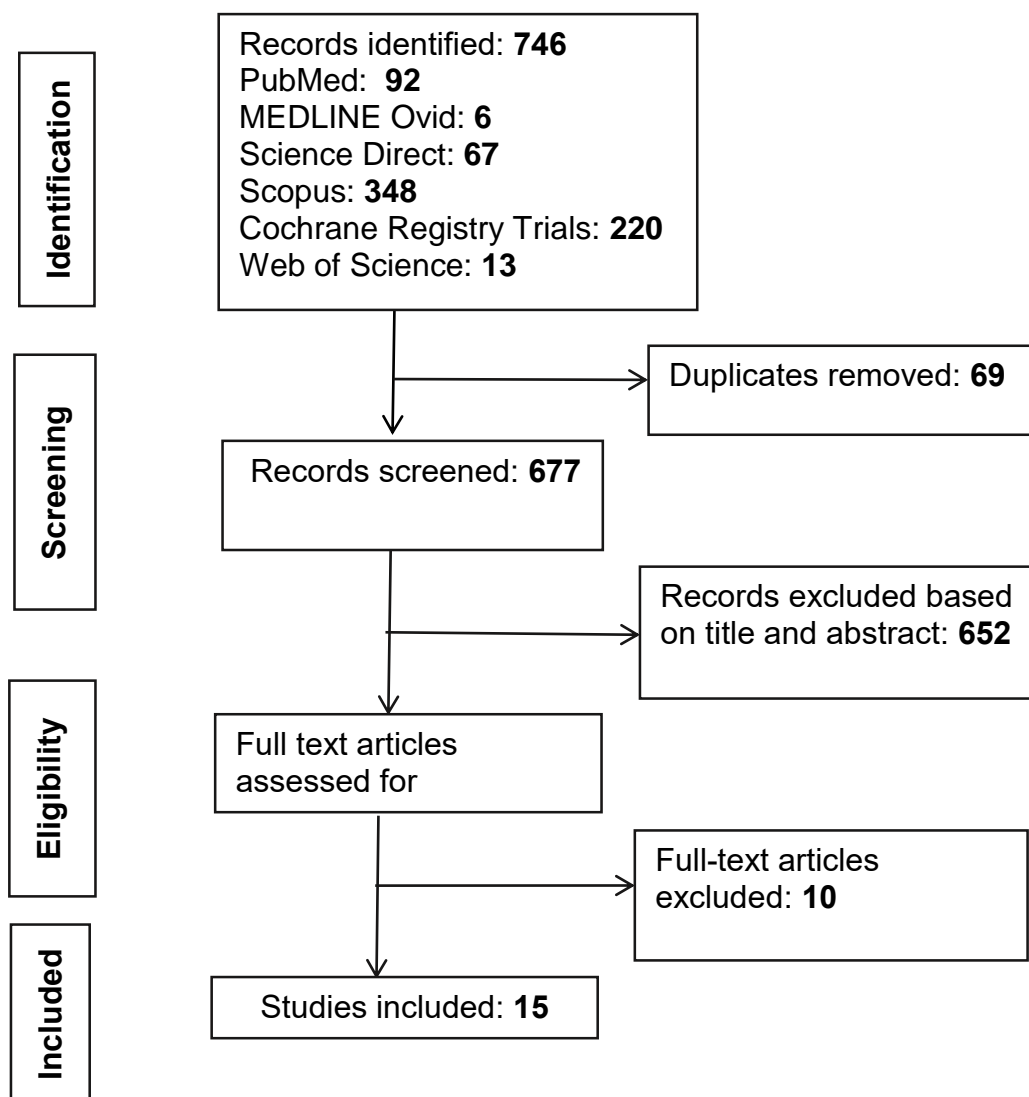 Identification
Records identified: 746
PubMed:  92
MEDLINE Ovid: 6
Science Direct: 67
Scopus: 348
Cochrane Registry Trials: 220
Web of Science: 13
Screening
Duplicates removed: 69
Records screened: 677
Records excluded based
on title and abstract: 652
Eligibility
Full text articles
assessed for
Full-text articles
excluded: 10
Included
Studies included: 15